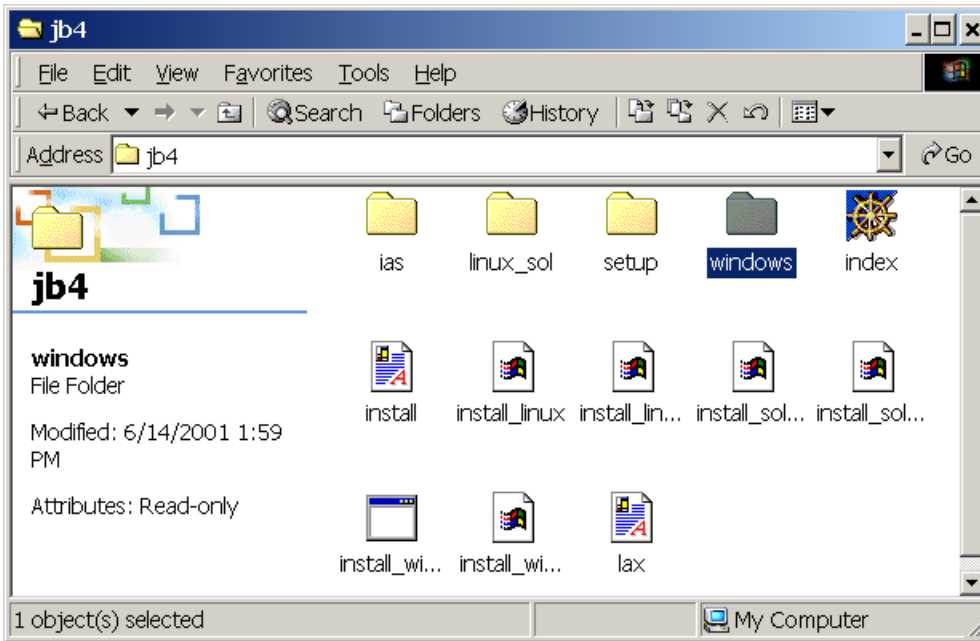 jb4
File Edit View Favorites Tools Help
Back Search Folders History
Address jb4 Go
jb4
windows
File Folder
Modified: 6/14/2001 1:59
PM
Attributes: Read-only
ias linux_sol setup windows index
install install_linux install_lin... install_sol... install_sol...
install_wi... install_wi... lax
1 object(s) selected My Computer